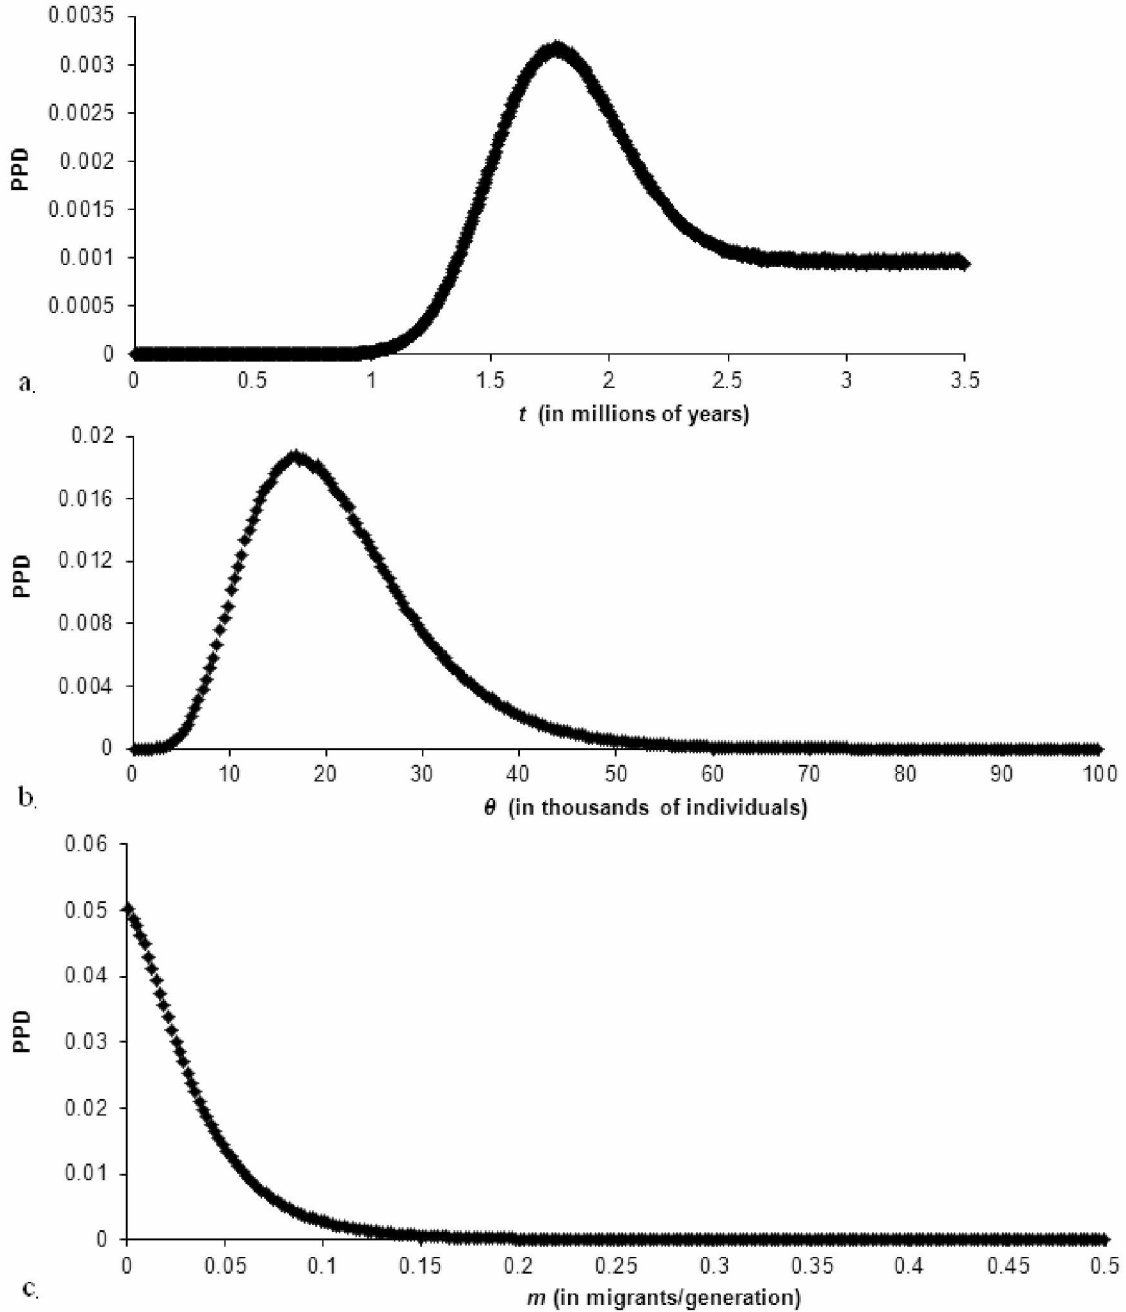 0.0035
0.003
0.0025
0.002
0.0015
0.001
0.0005
0
PPD
0 0.5 1 1.5 2 2.5 3 3.5
a.
t (in millions of years)
0.02
0.016
0.012
0.008
0.004
0
PPD
0 10 20 30 40 50 60 70 80 90 100
b.
θ (in thousands of individuals)
0.06
0.05
0.04
0.03
0.02
0.01
0
PPD
0 0.05 0.1 0.15 0.2 0.25 0.3 0.35 0.4 0.45 0.5
c.
m (in migrants/generation)